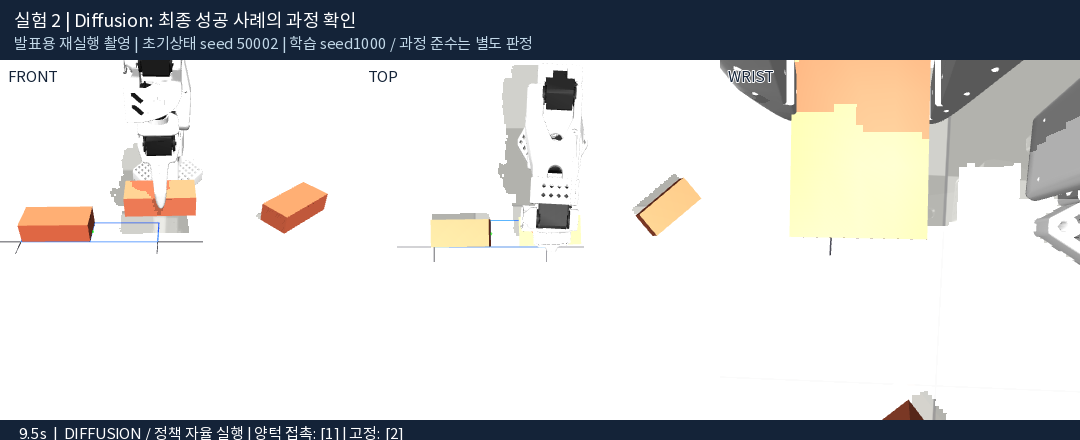 실험 2 | Diffusion: 최종 성공 사례의 과정 확인
발표용 재실행 촬영 | 초기상태 seed 50002 | 학습 seed1000 / 과정 준수는 별도 판정
FRONT
TOP
WRIST
9.5s | DIFFUSION / 정책 자율 실행 | 양턱 접촉: [1] | 고정: [2]